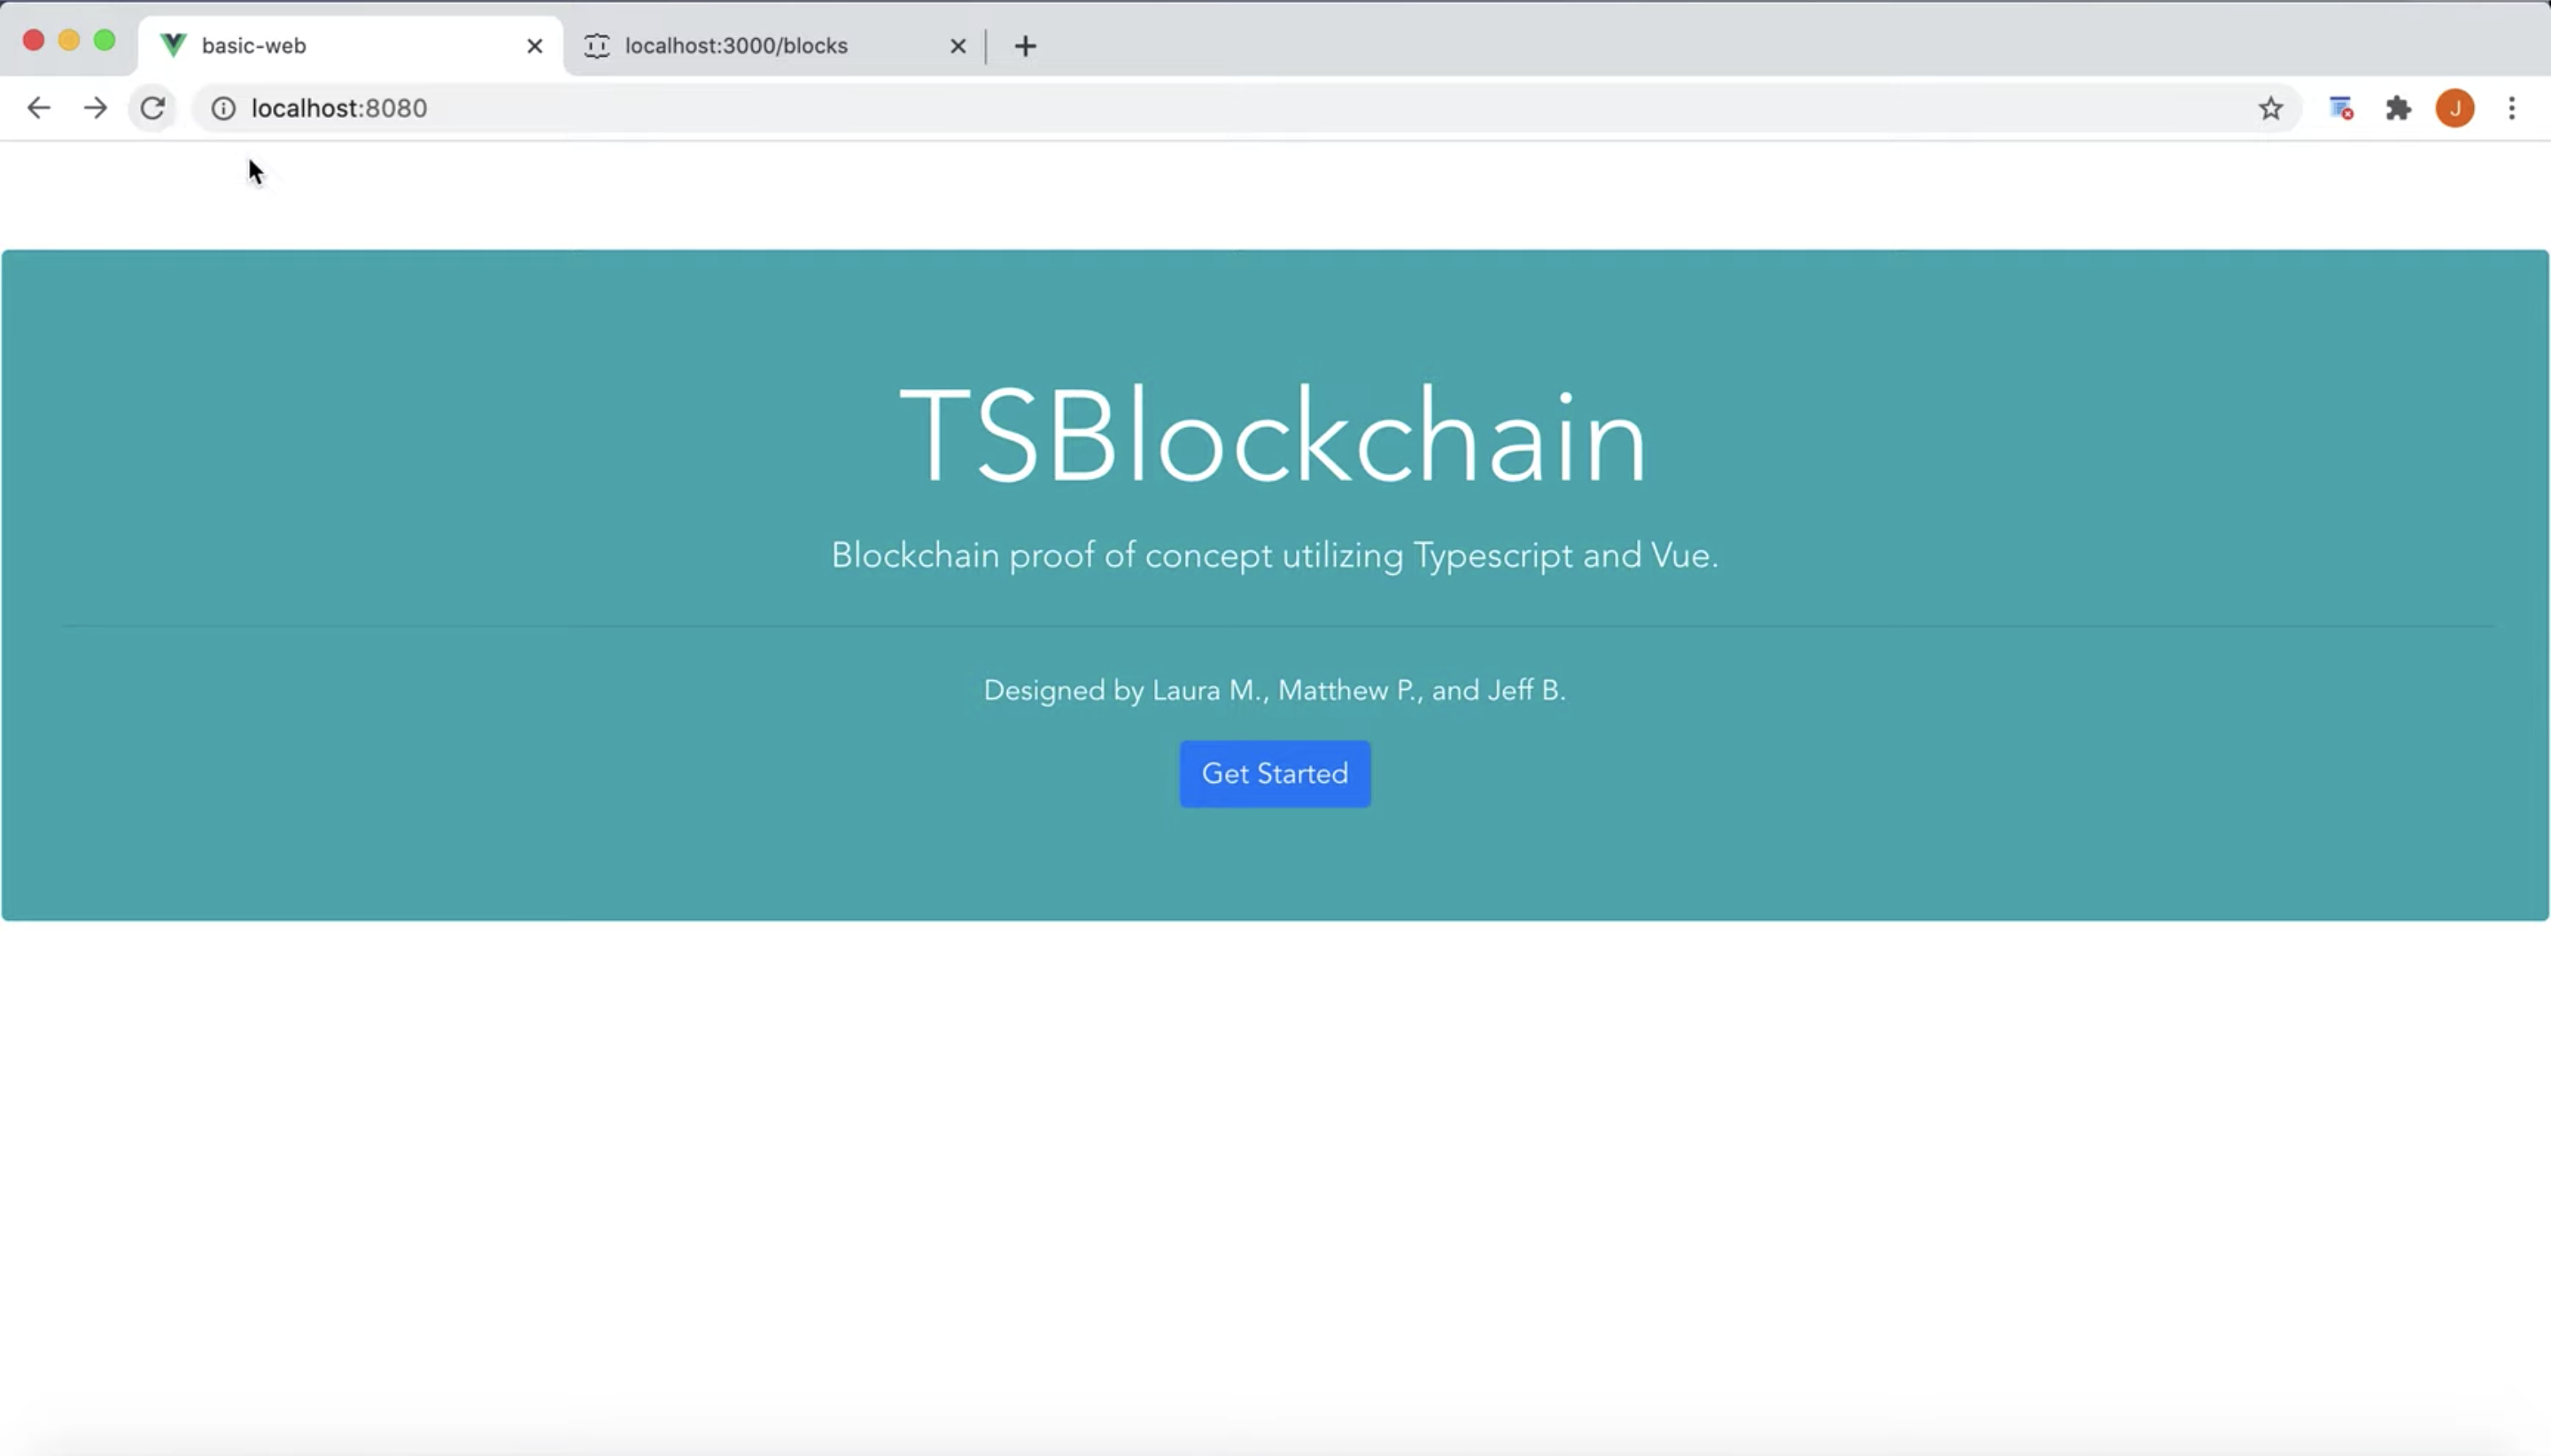 basic-web
localhost:3000/blocks
localhost:8080
J
TSBlockchain
Blockchain proof of concept utilizing Typescript and Vue.
Designed by Laura M., Matthew P., and Jeff B.
Get Started